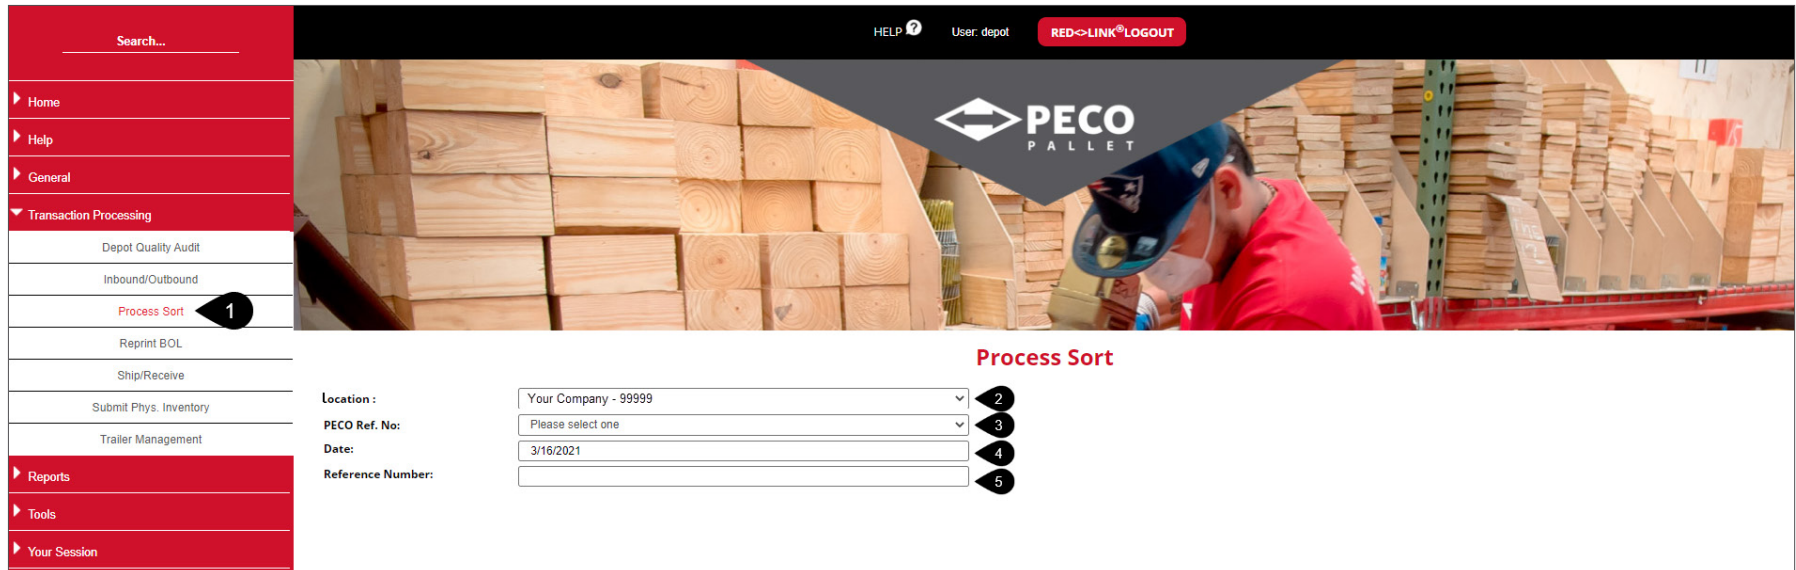 Search...
HELP ?
User: depot
RED<>LINK®LOGOUT
PECO
PALLET
Home
Help
General
Transaction Processing
Depot Quality Audit
Inbound/Outbound
Process Sort
1
Reprint BOL
Ship/Receive
Submit Phys. Inventory
Trailer Management
Reports
Tools
Your Session
Process Sort
Location :
Your Company - 99999
2
PECO Ref. No:
Please select one
3
Date:
3/16/2021
4
Reference Number:
5